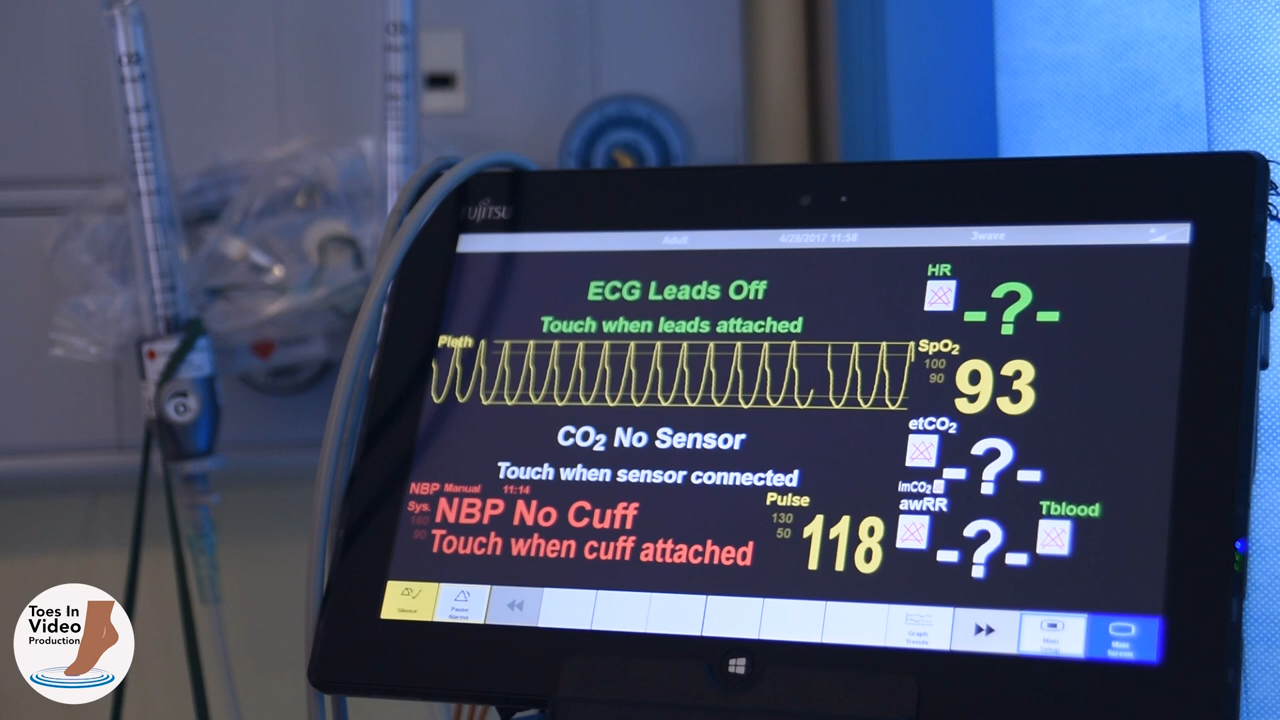 FUJITSU
Adult 4/29/2017 11:58 3wave
ECG Leads Off
Touch when leads attached
HR
-?-
Pleth
SpO2
100
90
93
CO2 No Sensor
Touch when sensor connected
etCO2
-?-
imCO2
NBP Manual 11:14
Sys.
160
90
NBP No Cuff
Touch when cuff attached
Pulse
130
50
118
awRR
-?-
Tblood
Silence
Pause
Alarms
Graph
Trends
Main
Setup
Main
Screen
Toes In
Video
Production